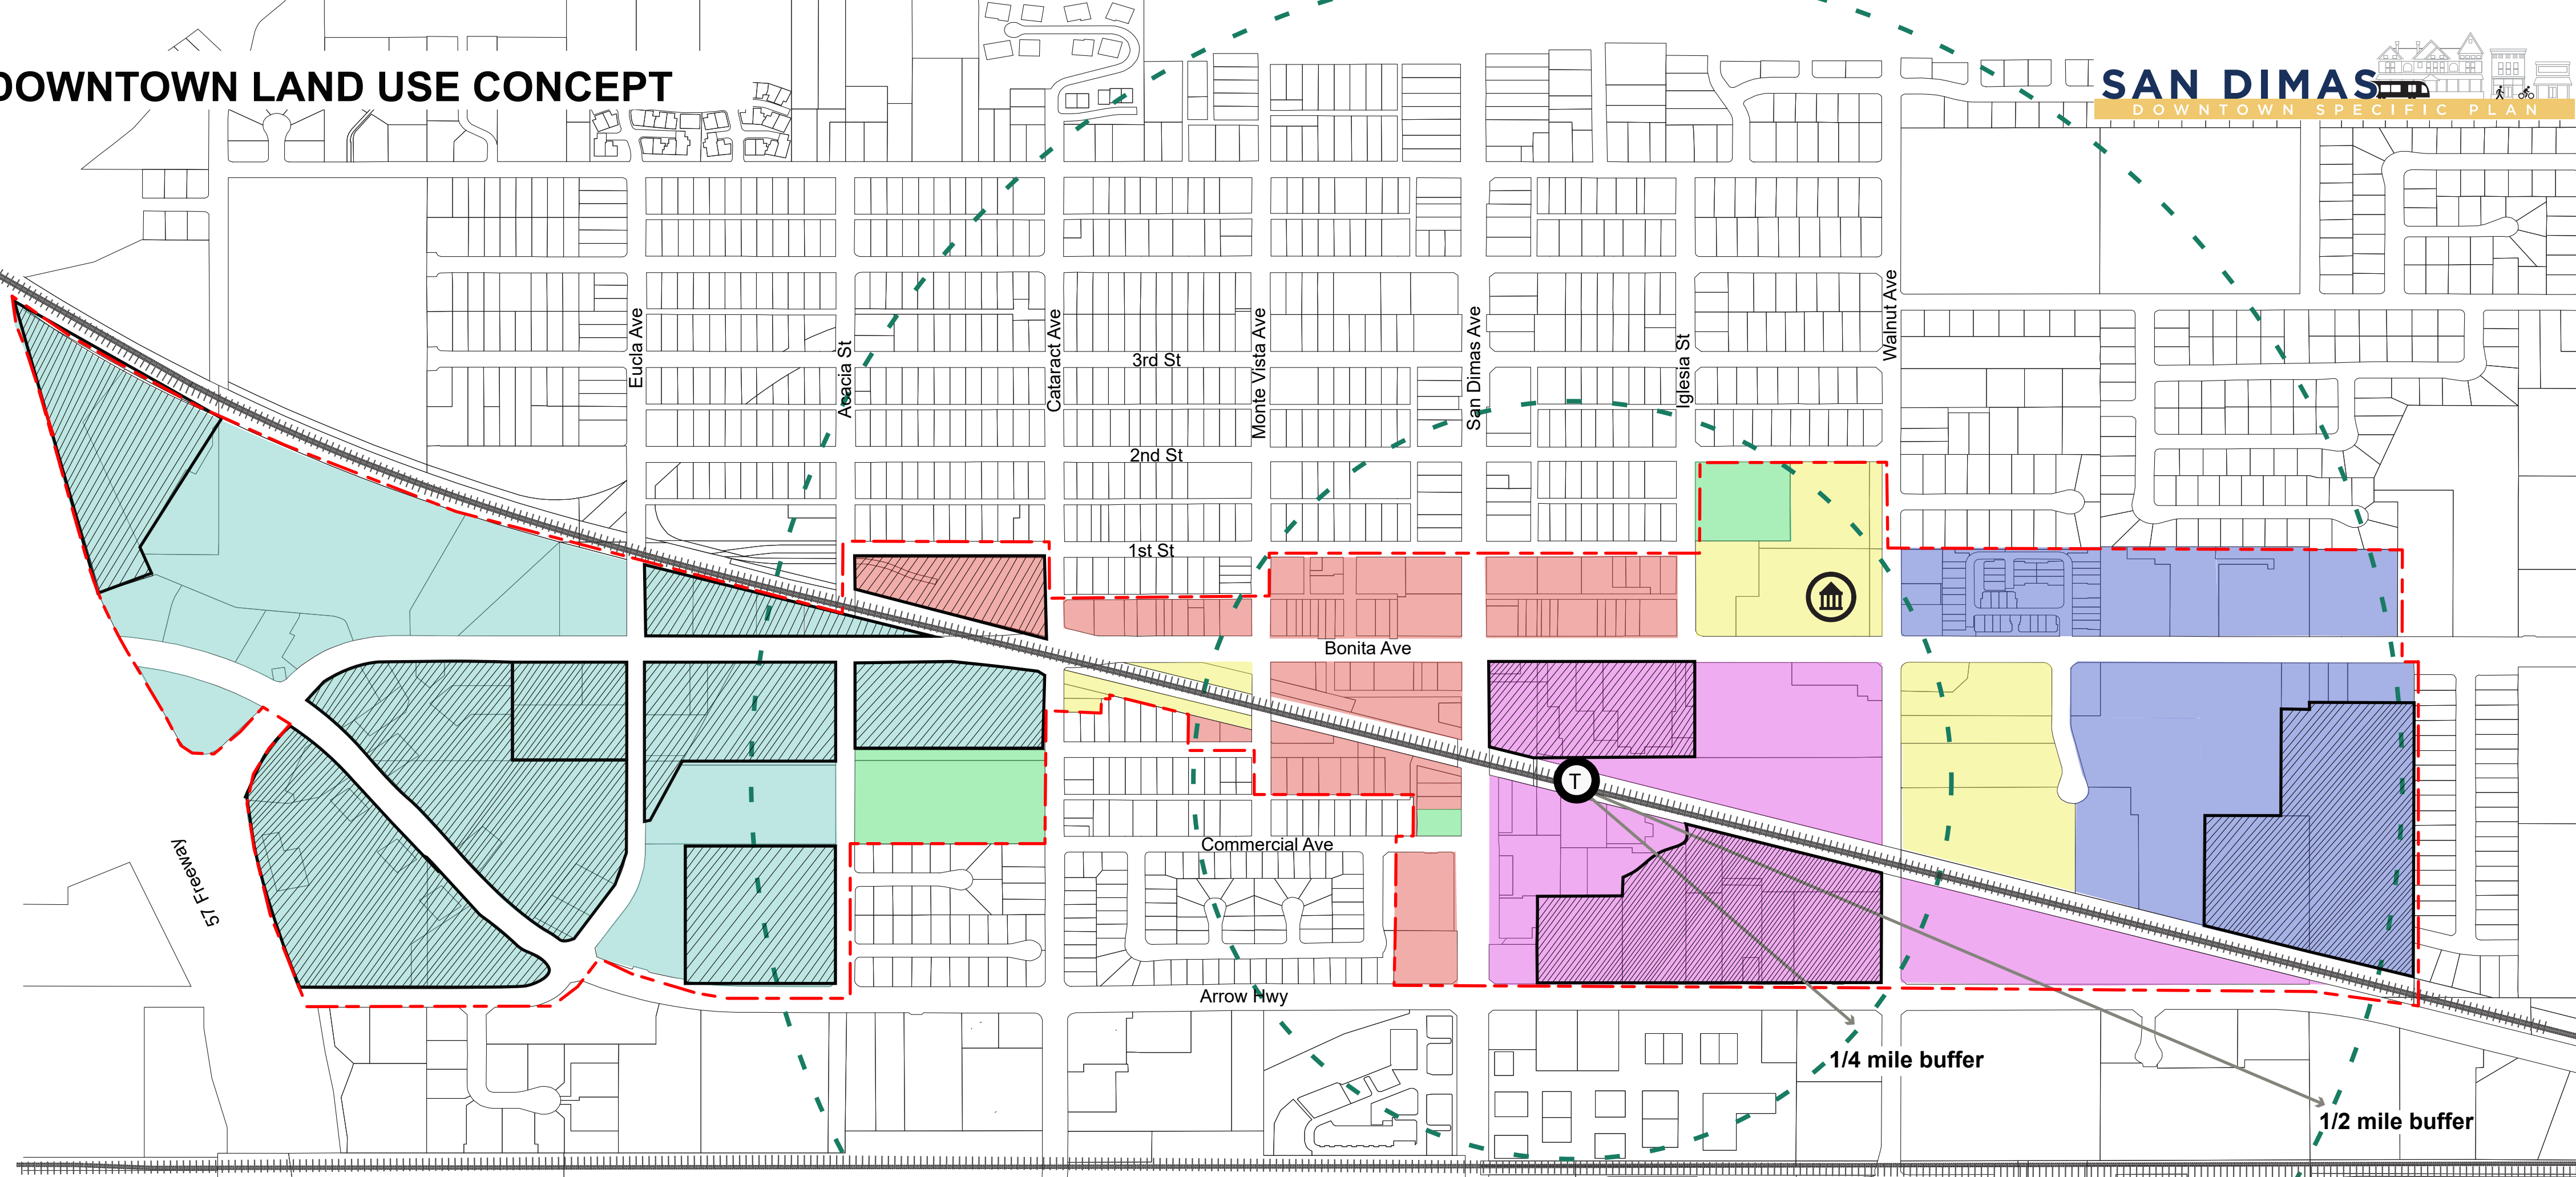 DOWNTOWN LAND USE CONCEPT
SAN DIMAS
DOWNTOWN SPECIFIC PLAN
Eucla Ave
Acacia St
Cataract Ave
Monte Vista Ave
San Dimas Ave
Iglesia St
Walnut Ave
3rd St
2nd St
1st St
Bonita Ave
T
Commercial Ave
57 Freeway
Arrow Hwy
1/4 mile buffer
1/2 mile buffer